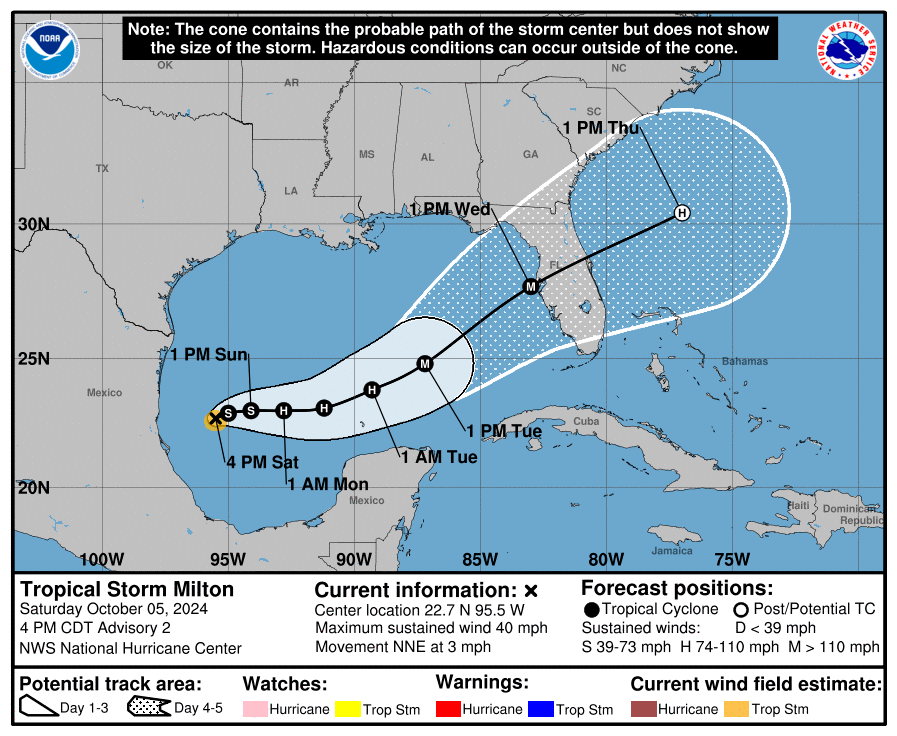 Note: The cone contains the probable path of the storm center but does not show
the size of the storm. Hazardous conditions can occur outside of the cone.
NOAA
NATIONAL WEATHER SERVICE
OK
AR
NC
SC
1 PM Thu
TX
MS
AL
GA
LA
1 PM Wed
H
30N
FL
M
1 PM Sun
25N
M
Bahamas
Mexico
H
S
S
H
H
Cuba
1 PM Tue
4 PM Sat
1 AM Tue
1 AM Mon
20N
Mexico
Haiti
Dominican
Republic
Jamaica
100W
95W
90W
85W
80W
75W
Tropical Storm Milton
Saturday October 05, 2024
4 PM CDT Advisory 2
NWS National Hurricane Center
Current information: x
Center location 22.7 N 95.5 W
Maximum sustained wind 40 mph
Movement NNE at 3 mph
Forecast positions:
Tropical Cyclone Post/Potential TC
Sustained winds: D < 39 mph
S 39-73 mph H 74-110 mph M > 110 mph
Potential track area:
Day 1-3 Day 4-5
Watches:
Hurricane Trop Stm
Warnings:
Hurricane Trop Stm
Current wind field estimate:
Hurricane Trop Stm